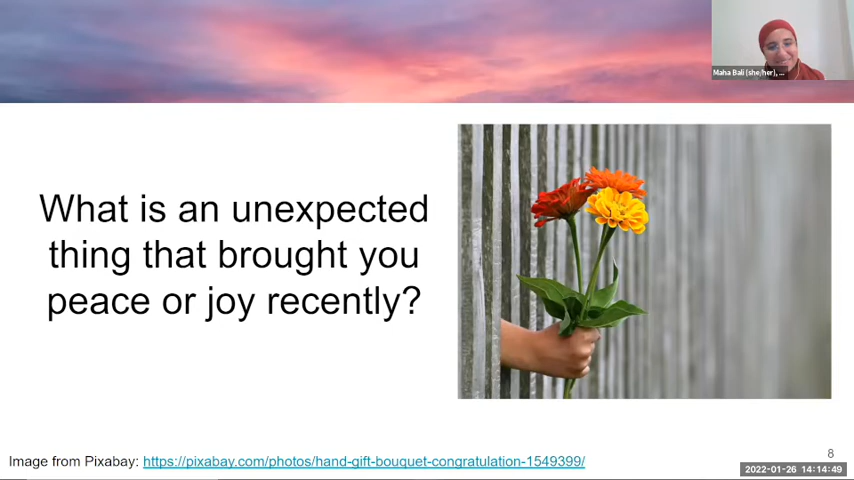 Maha Bali (she/her), ...
What is an unexpected
thing that brought you
peace or joy recently?
Image from Pixabay: https://pixabay.com/photos/hand-gift-bouquet-congratulation-1549399/
8
2022-01-26 14:14:49